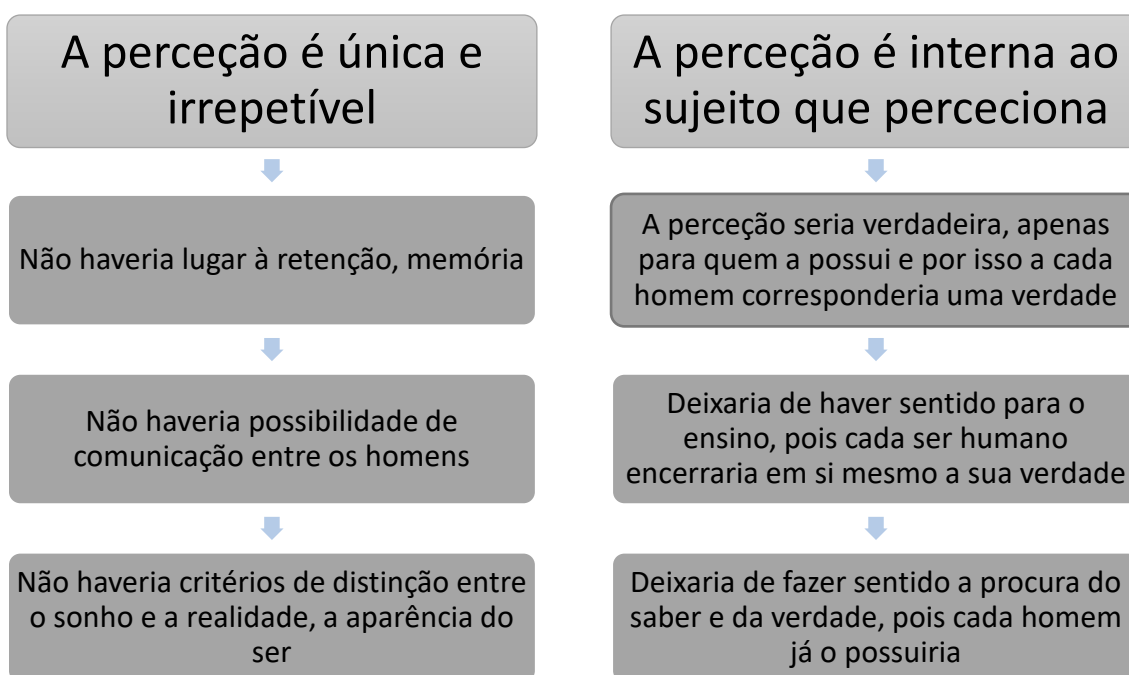 A perceção é única e
irrepetível
Não haveria lugar à retenção, memória
Não haveria possibilidade de
comunicação entre os homens
Não haveria critérios de distinção entre
o sonho e a realidade, a aparência do
ser
A perceção é interna ao
sujeito que perceciona
A perceção seria verdadeira, apenas
para quem a possui e por isso a cada
homem corresponderia uma verdade
Deixaria de haver sentido para o
ensino, pois cada ser humano
encerraria em si mesmo a sua verdade
Deixaria de fazer sentido a procura do
saber e da verdade, pois cada homem
já o possuiria